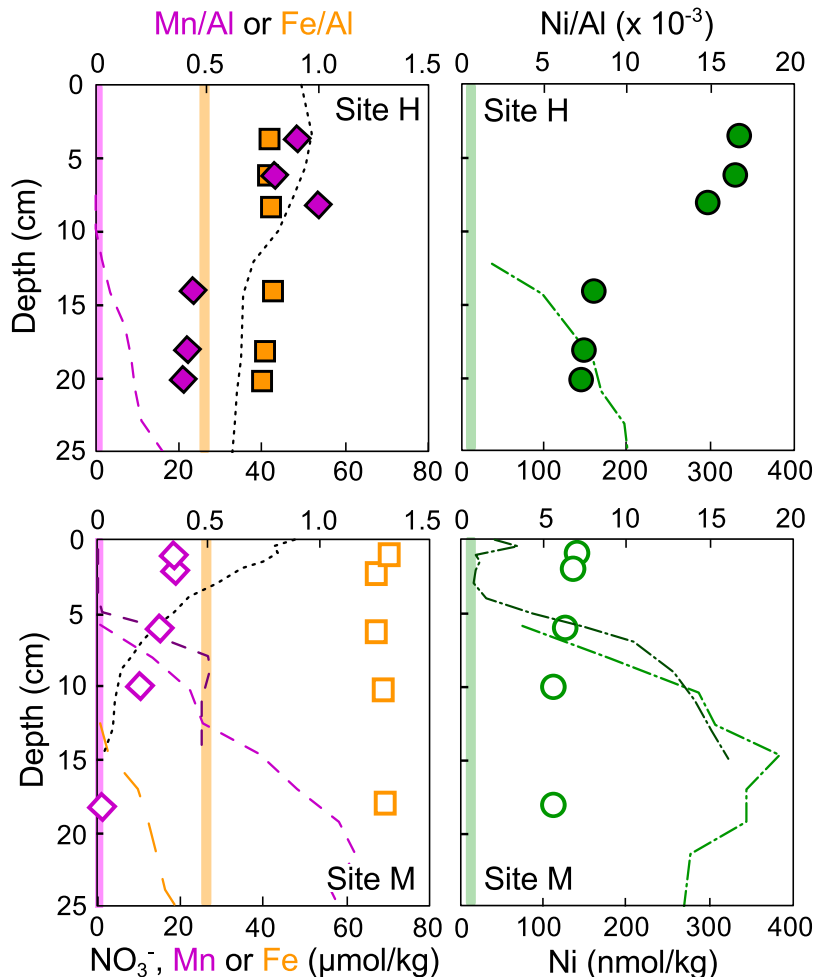 Mn/Al or Fe/Al
Ni/Al (x 10⁻³)
0 0.5 1.0 1.5
0 5 10 15 20
0
5
10
15
20
25
Depth (cm)
Site H
Site H
0 20 40 60 80
0 100 200 300 400
0 0.5 1.0 1.5
0 5 10 15 20
0
5
10
15
20
25
Depth (cm)
Site M
Site M
0 20 40 60 80
0 100 200 300 400
NO₃⁻, Mn or Fe (μmol/kg)
Ni (nmol/kg)